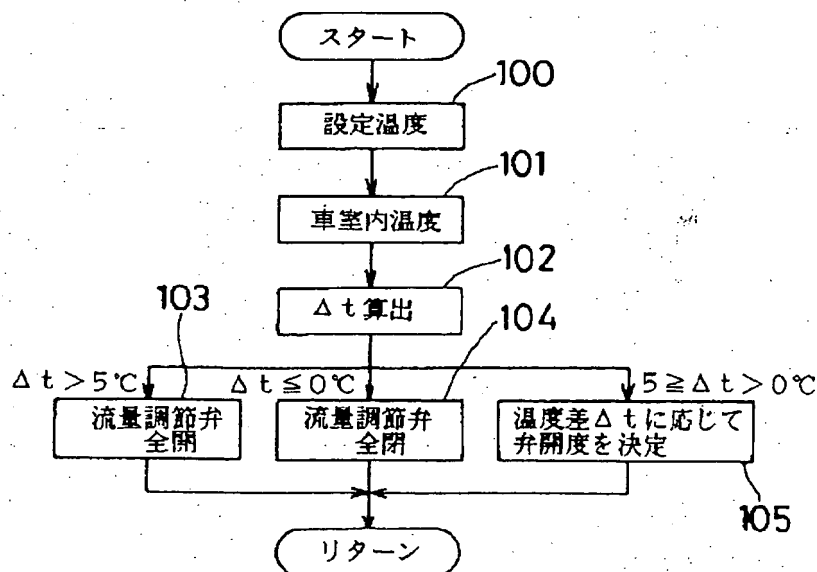 スタート
100
設定温度
101
車室内温度
102
Δt算出
103
104
Δt>5℃
Δt≦0℃
5≧Δt>0℃
流量調節弁
全開
流量調節弁
全閉
温度差Δtに応じて
弁開度を決定
105
リターン